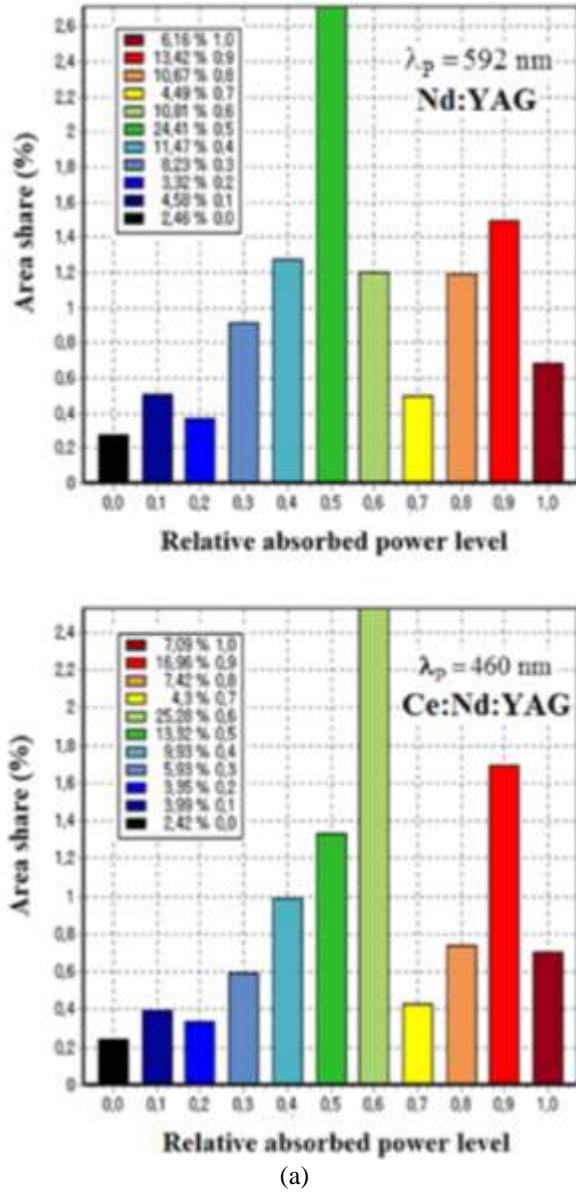 2,6
2,4
2,2
2
1,8
1,6
1,4
1,2
1
0,8
0,6
0,4
0,2
0
Area share (%)
6,16 % 1,0
13,42 % 0,9
10,67 % 0,8
4,49 % 0,7
10,81 % 0,6
24,41 % 0,5
11,47 % 0,4
8,23 % 0,3
3,32 % 0,2
4,58 % 0,1
2,46 % 0,0
λp = 592 nm
Nd:YAG
0,0 0,1 0,2 0,3 0,4 0,5 0,6 0,7 0,8 0,9 1,0
Relative absorbed power level
2,4
2,2
2
1,8
1,6
1,4
1,2
1
0,8
0,6
0,4
0,2
0
Area share (%)
7,09 % 1,0
16,96 % 0,9
7,42 % 0,8
4,3 % 0,7
25,28 % 0,6
13,32 % 0,5
9,93 % 0,4
5,93 % 0,3
3,35 % 0,2
3,99 % 0,1
2,42 % 0,0
λp = 460 nm
Ce:Nd:YAG
0,0 0,1 0,2 0,3 0,4 0,5 0,6 0,7 0,8 0,9 1,0
Relative absorbed power level
(a)